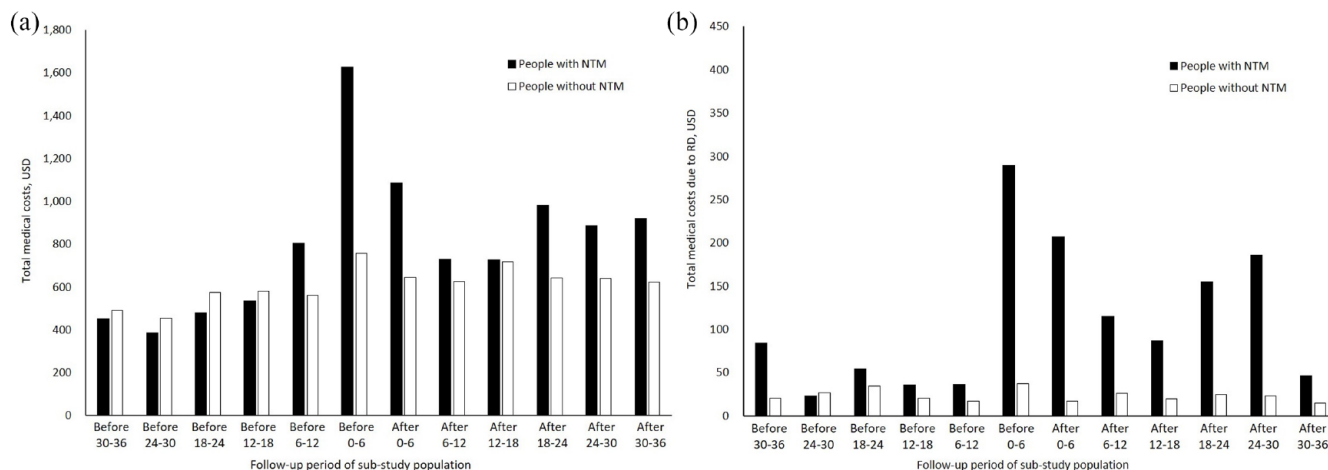 (a)
1,800
1,600
1,400
1,200
1,000
800
600
400
200
0
Total medical costs, USD
People with NTM
People without NTM
Before Before Before Before Before Before After After After After After After
30-36 24-30 18-24 12-18 6-12 0-6 0-6 6-12 12-18 18-24 24-30 30-36
Follow-up period of sub-study population
(b)
450
400
350
300
250
200
150
100
50
0
Total medical costs due to RD, USD
People with NTM
People without NTM
Before Before Before Before Before Before After After After After After After
30-36 24-30 18-24 12-18 6-12 0-6 0-6 6-12 12-18 18-24 24-30 30-36
Follow-up period of sub-study population